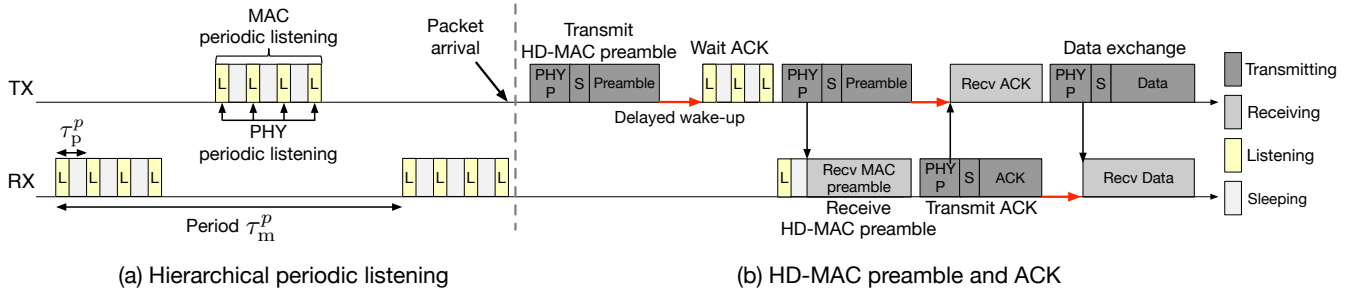 MAC
periodic listening
L L L L
PHY
periodic listening
Packet
arrival
TX
τ_p^p
L L L L
L L L L
RX
Period τ_m^p
(a) Hierarchical periodic listening
Transmit
HD-MAC preamble
PHY
P
S
Preamble
Wait ACK
L L L
Delayed wake-up
PHY
P
S
Preamble
Recv ACK
Data exchange
PHY
P
S
Data
L
Recv MAC
preamble
Receive
HD-MAC preamble
PHY
P
S
ACK
Transmit ACK
Recv Data
(b) HD-MAC preamble and ACK
Transmitting
Receiving
Listening
Sleeping